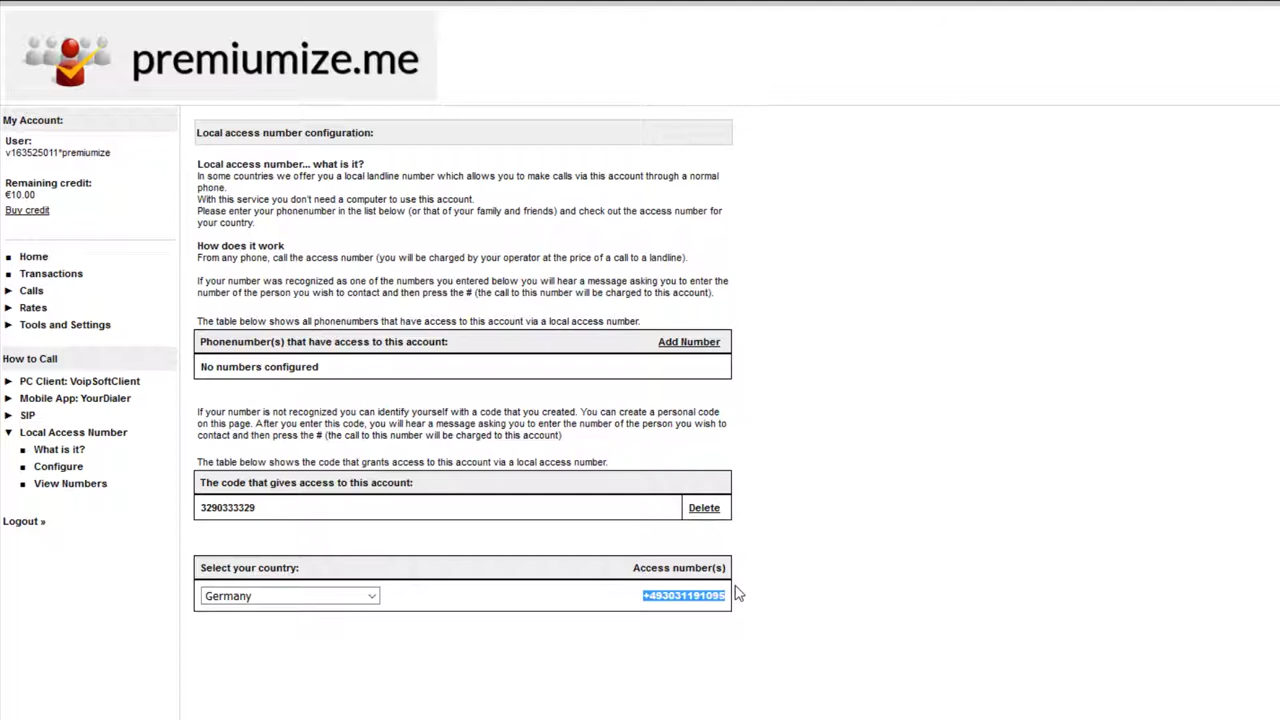 premiumize.me
My Account:
User:
v163525011*premiumize
Remaining credit:
€10.00
Buy credit
Home
Transactions
Calls
Rates
Tools and Settings
How to Call
PC Client: VoipSoftClient
Mobile App: YourDialer
SIP
Local Access Number
What is it?
Configure
View Numbers
Logout »
Local access number configuration:
Local access number... what is it?
In some countries we offer you a local landline number which allows you to make calls via this account through a normal
phone.
With this service you don't need a computer to use this account.
Please enter your phonenumber in the list below (or that of your family and friends) and check out the access number for
your country.
How does it work
From any phone, call the access number (you will be charged by your operator at the price of a call to a landline).
If your number was recognized as one of the numbers you entered below you will hear a message asking you to enter the
number of the person you wish to contact and then press the # (the call to this number will be charged to this account).
The table below shows all phonenumbers that have access to this account via a local access number.
Phonenumber(s) that have access to this account: Add Number
No numbers configured
If your number is not recognized you can identify yourself with a code that you created. You can create a personal code
on this page. After you enter this code, you will hear a message asking you to enter the number of the person you wish to
contact and then press the # (the call to this number will be charged to this account)
The table below shows the code that grants access to this account via a local access number.
The code that gives access to this account:
3290333329 Delete
Select your country: Access number(s)
Germany +493031191095